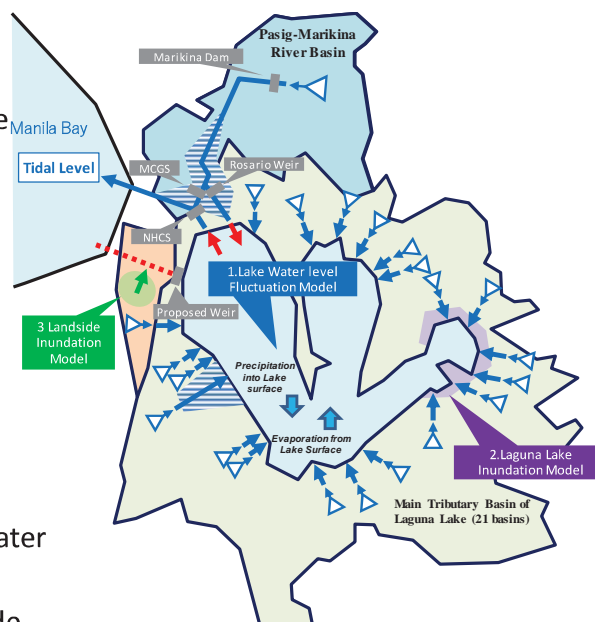 Pasig-Marikina
River Basin
Marikina Dam
e
Manila Bay
Tidal Level
MCGS
Rosario Weir
NHCS
1.Lake Water level
Fluctuation Model
Proposed Weir
3 Landside
Inundation
Model
Precipitation
into Lake
surface
Evaporation from
Lake Surface
2.Laguna Lake
Inundation Model
Main Tributary Basin of
Laguna Lake (21 basins)
ater
de